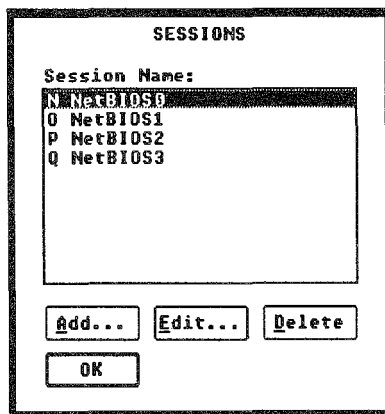 SESSIONS
Session Name:
N NetBIOS0
O NetBIOS1
P NetBIOS2
Q NetBIOS3
Add... Edit... Delete
OK